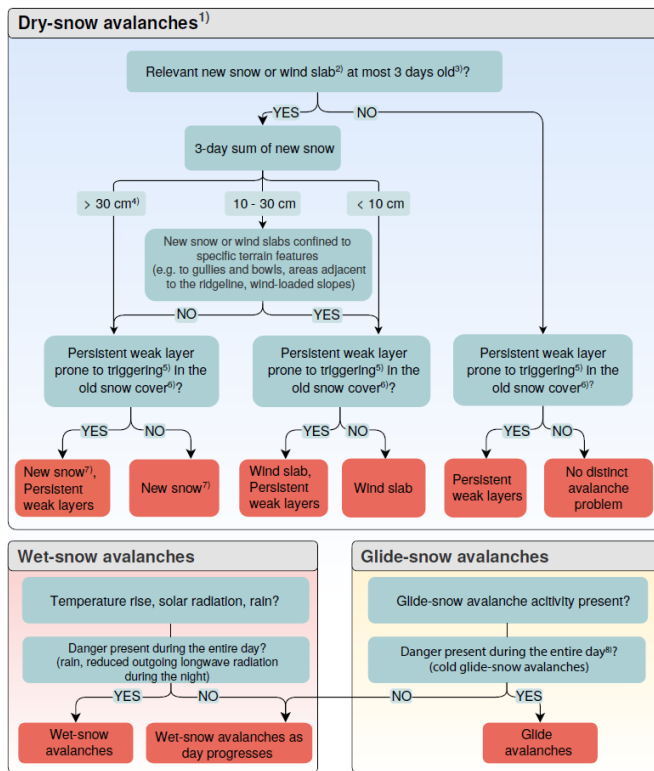 Dry-snow avalanches1)
Relevant new snow or wind slab2) at most 3 days old3)?
YES
NO
3-day sum of new snow
> 30 cm4)
10 - 30 cm
< 10 cm
New snow or wind slabs confined to
specific terrain features
(e.g. to gullies and bowls, areas adjacent
to the ridgeline, wind-loaded slopes)
NO
YES
Persistent weak layer
prone to triggering5) in the
old snow cover6)?
Persistent weak layer
prone to triggering5) in the
old snow cover6)?
Persistent weak layer
prone to triggering5) in the
old snow cover6)?
YES
NO
YES
NO
YES
NO
New snow7),
Persistent
weak layers
New snow7)
Wind slab,
Persistent
weak layers
Wind slab
Persistent
weak layers
No distinct
avalanche
problem
Wet-snow avalanches
Temperature rise, solar radiation, rain?
Danger present during the entire day?
(rain, reduced outgoing longwave radiation
during the night)
YES
NO
Wet-snow
avalanches
Wet-snow avalanches as
day progresses
Glide-snow avalanches
Glide-snow avalanche acitivity present?
Danger present during the entire day8)?
(cold glide-snow avalanches)
NO
YES
Glide
avalanches